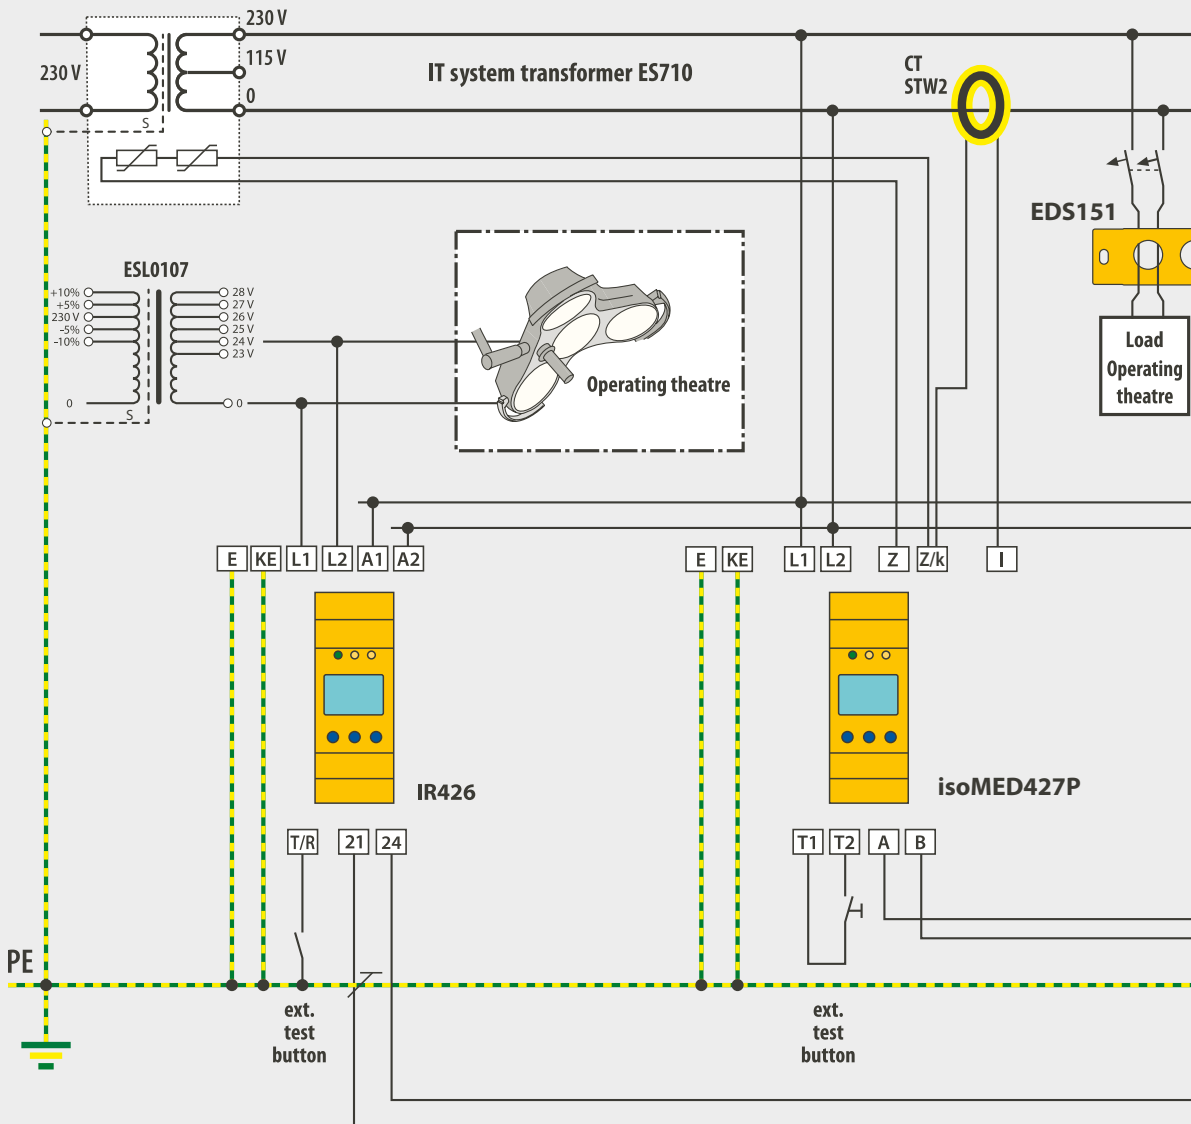 230 V
115 V
0
230 V
IT system transformer ES710
CT
STW2
S
EDS151
ESL0107
+10%
+5%
230 V
-5%
-10%
0
28 V
27 V
26 V
25 V
24 V
23 V
0
S
Operating theatre
Load
Operating
theatre
E
KE
L1
L2
A1
A2
E
KE
L1
L2
Z
Z/k
I
IR426
isoMED427P
T/R
21
24
T1
T2
A
B
PE
ext.
test
button
ext.
test
button